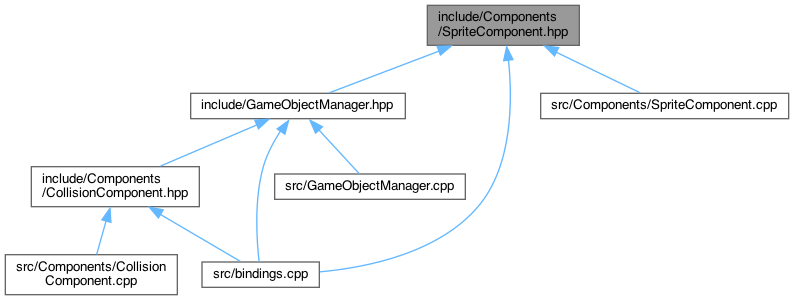 include/Components
/SpriteComponent.hpp
include/GameObjectManager.hpp
src/Components/SpriteComponent.cpp
include/Components
/CollisionComponent.hpp
src/GameObjectManager.cpp
src/Components/Collision
Component.cpp
src/bindings.cpp